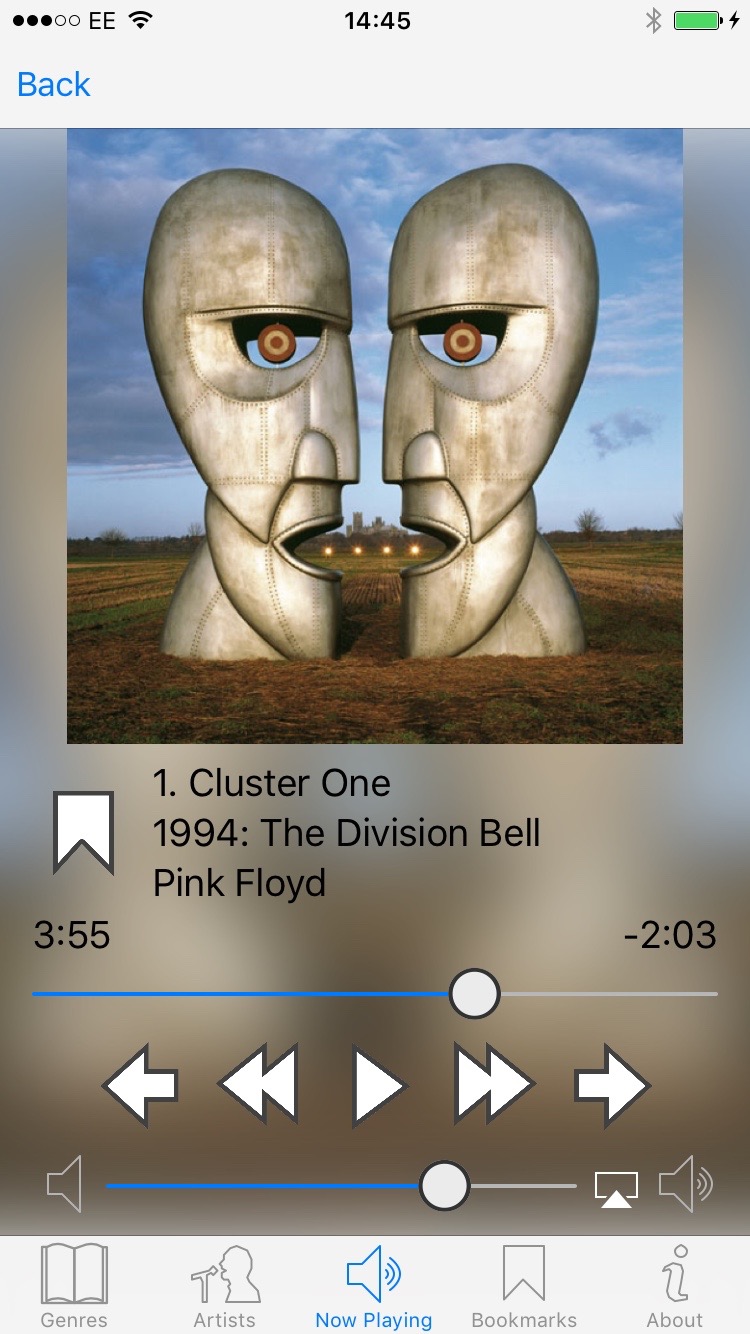 EE 14:45
Back
1. Cluster One
1994: The Division Bell
Pink Floyd
3:55 -2:03
Genres Artists Now Playing Bookmarks About